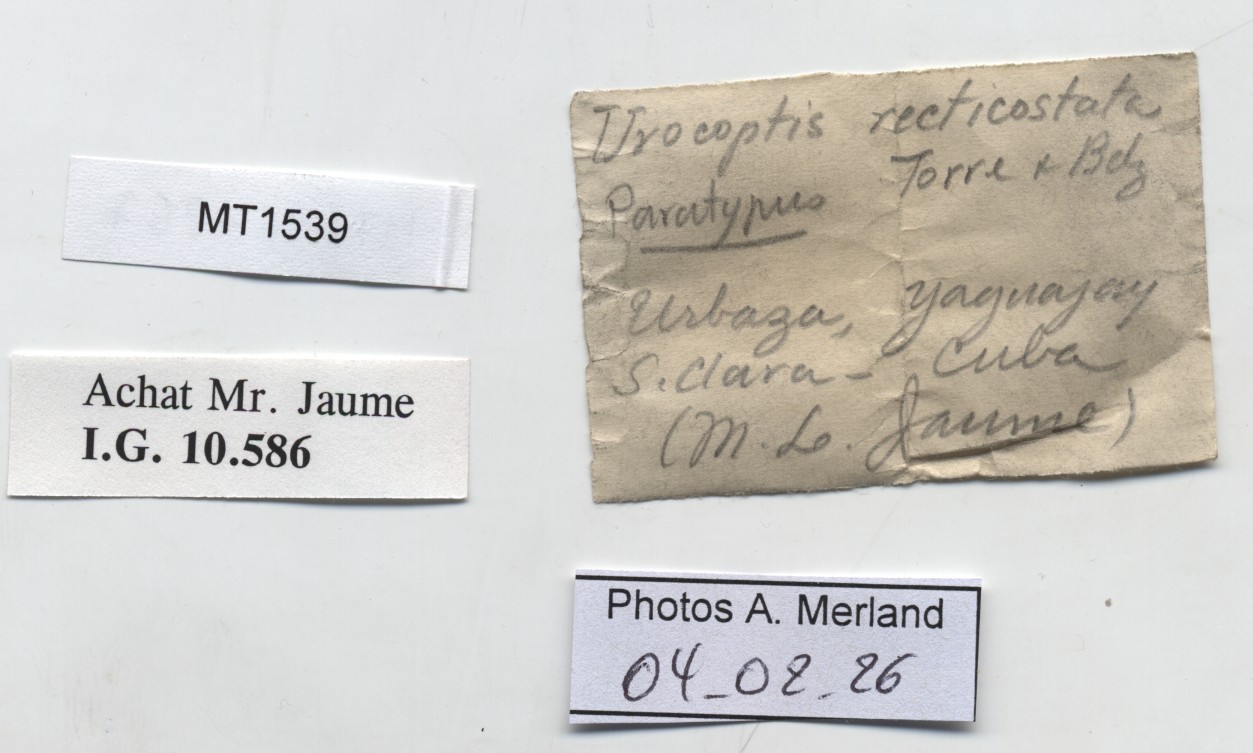 MT1539
Achat Mr. Jaume
I.G. 10.586
Urocoptis recticostata
Torre + Bdz
Paratypus
Urbaza, Yaguajay
S. Clara - Cuba
(M. L. Jaume)
Photos A. Merland
04_02_26